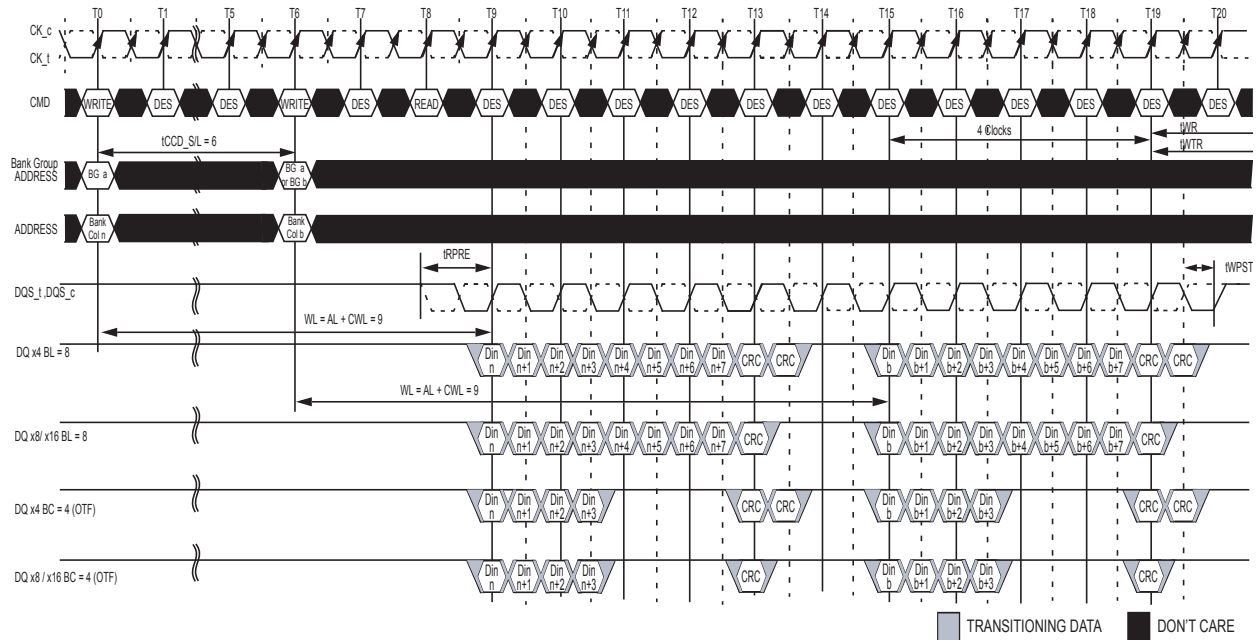 T0 T1 T5 T6 T7 T8 T9 T10 T11 T12 T13 T14 T15 T16 T17 T18 T19 T20
CK_c
CK_t
CMD WRITE DES DES WRITE DES READ DES DES DES DES DES DES DES DES DES DES DES DES
4 Clocks tWR
tCCD_S/L = 6 tWTR
Bank Group
ADDRESS BG a BG a
or BG b
ADDRESS Bank
Col n Bank
Col b
tRPRE tWPST
DQS_t ,DQS_c
WL = AL + CWL = 9
DQ x4 BL = 8 Din
n Din
n+1 Din
n+2 Din
n+3 Din
n+4 Din
n+5 Din
n+6 Din
n+7 CRC CRC Din
b Din
b+1 Din
b+2 Din
b+3 Din
b+4 Din
b+5 Din
b+6 Din
b+7 CRC CRC
WL = AL + CWL = 9
DQ x8/ x16 BL = 8 Din
n Din
n+1 Din
n+2 Din
n+3 Din
n+4 Din
n+5 Din
n+6 Din
n+7 CRC Din
b Din
b+1 Din
b+2 Din
b+3 Din
b+4 Din
b+5 Din
b+6 Din
b+7 CRC
DQ x4 BC = 4 (OTF) Din
n Din
n+1 Din
n+2 Din
n+3 CRC CRC Din
b Din
b+1 Din
b+2 Din
b+3 CRC CRC
DQ x8 / x16 BC = 4 (OTF) Din
n Din
n+1 Din
n+2 Din
n+3 CRC Din
b Din
b+1 Din
b+2 Din
b+3 CRC
TRANSITIONING DATA DON'T CARE